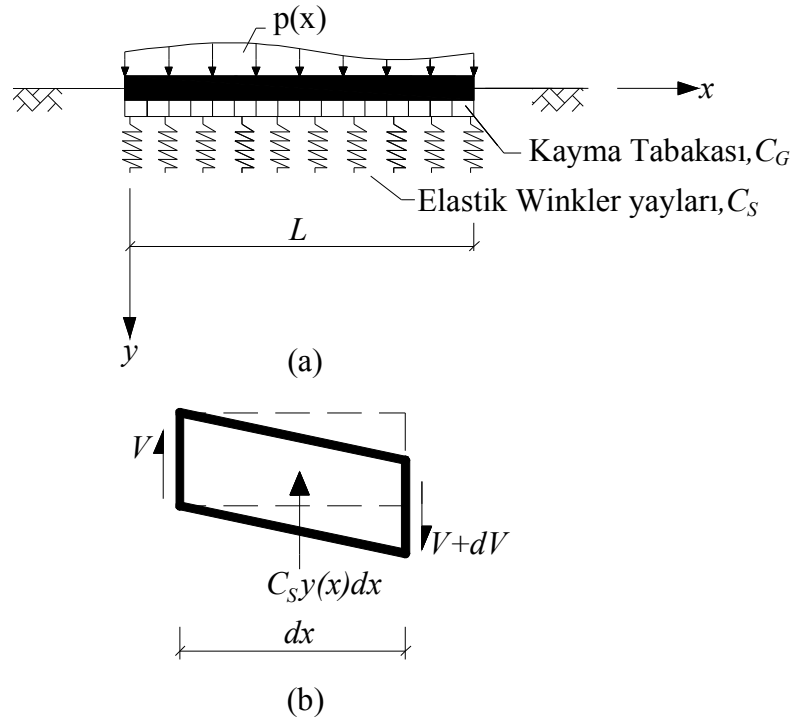 p(x)
x
Kayma Tabakası, C_G
Elastik Winkler yayları, C_S
L
y
(a)
V
V+dV
C_S y(x)dx
dx
(b)